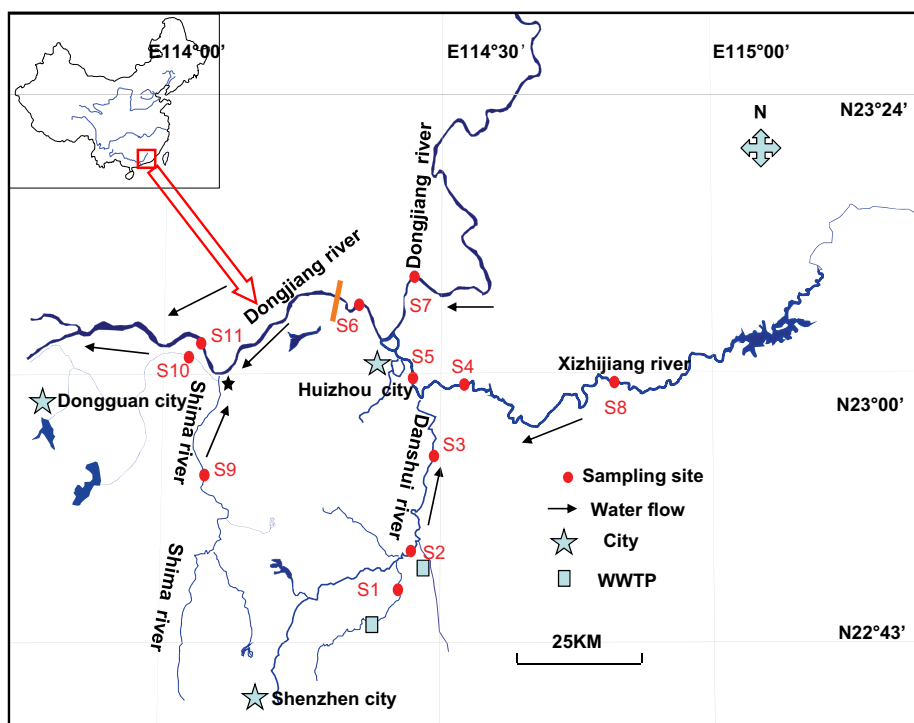 E114°00'
E114°30'
E115°00'
N23°24'
N
Dongjiang river
Dongjiang river
S7
S6
S11
S10
S5
S4
Xizhijiang river
S8
Huizhou city
Dongguan city
N23°00'
Shima river
Danshui river
S3
S9
Sampling site
Water flow
City
WWTP
S2
S1
Shima river
N22°43'
25KM
Shenzhen city